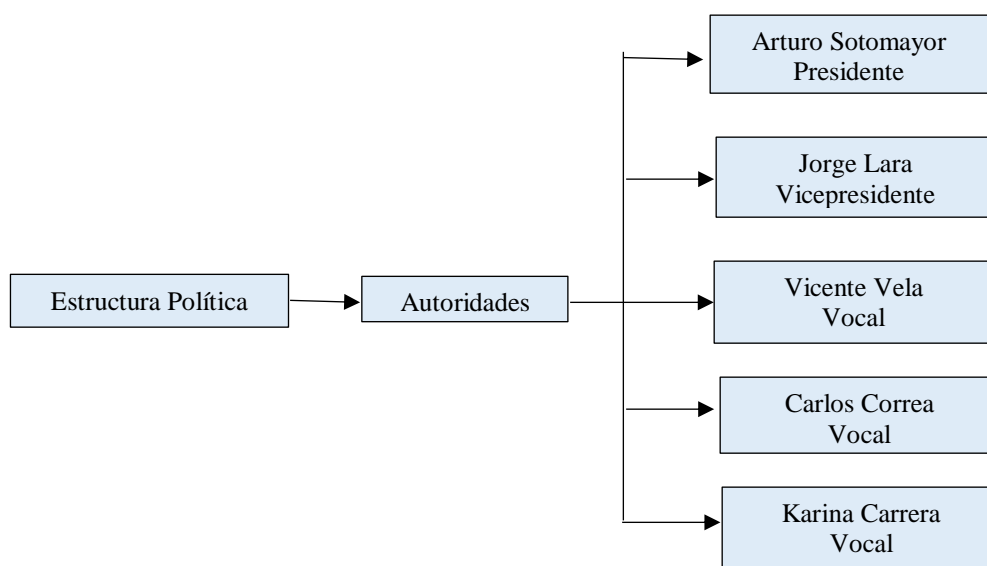 Estructura Política
Autoridades
Arturo Sotomayor
Presidente
Jorge Lara
Vicepresidente
Vicente Vela
Vocal
Carlos Correa
Vocal
Karina Carrera
Vocal